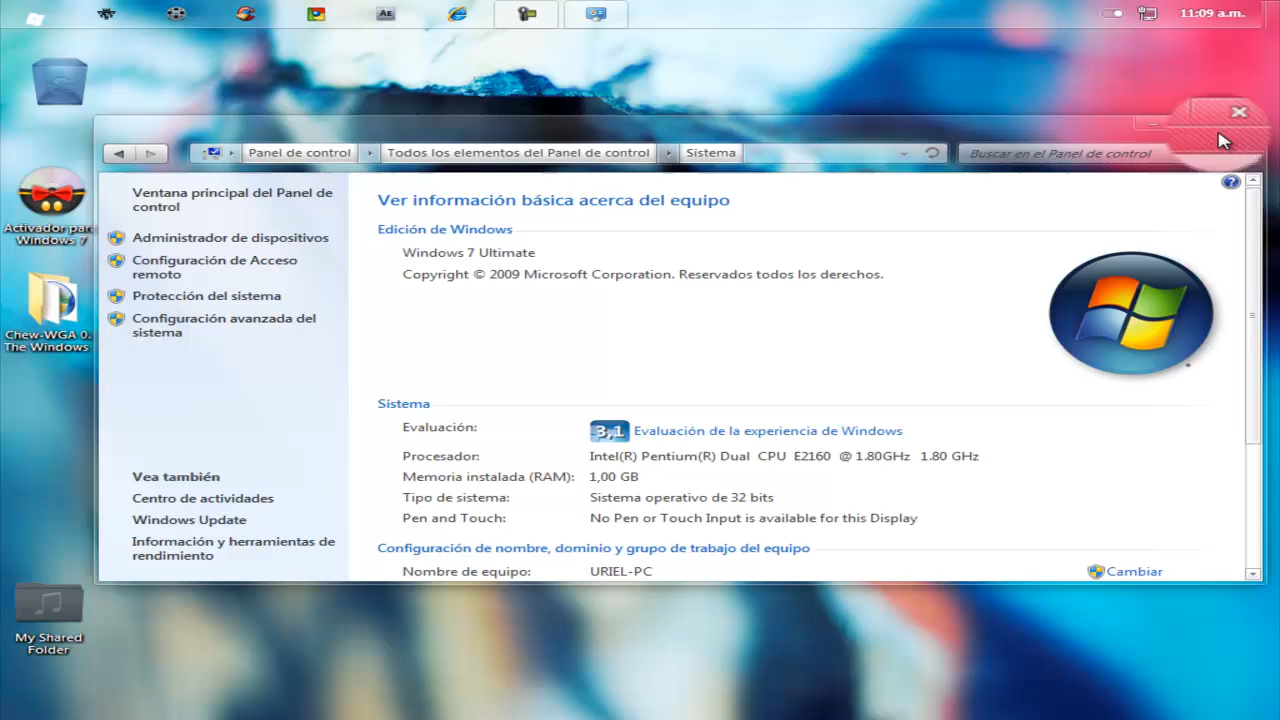 Ae
11:09 a.m.
Panel de control
Todos los elementos del Panel de control
Sistema
Buscar en el Panel de control
Activador par
Windows 7
Chew-WGA 0.
The Windows
My Shared
Folder
Ventana principal del Panel de
control
Administrador de dispositivos
Configuración de Acceso
remoto
Protección del sistema
Configuración avanzada del
sistema
Vea también
Centro de actividades
Windows Update
Información y herramientas de
rendimiento
Ver información básica acerca del equipo
Edición de Windows
Windows 7 Ultimate
Copyright © 2009 Microsoft Corporation. Reservados todos los derechos.
Sistema
Evaluación: 3,1 Evaluación de la experiencia de Windows
Procesador: Intel(R) Pentium(R) Dual CPU E2160 @ 1.80GHz 1.80 GHz
Memoria instalada (RAM): 1,00 GB
Tipo de sistema: Sistema operativo de 32 bits
Pen and Touch: No Pen or Touch Input is available for this Display
Configuración de nombre, dominio y grupo de trabajo del equipo
Nombre de equipo: URIEL-PC Cambiar